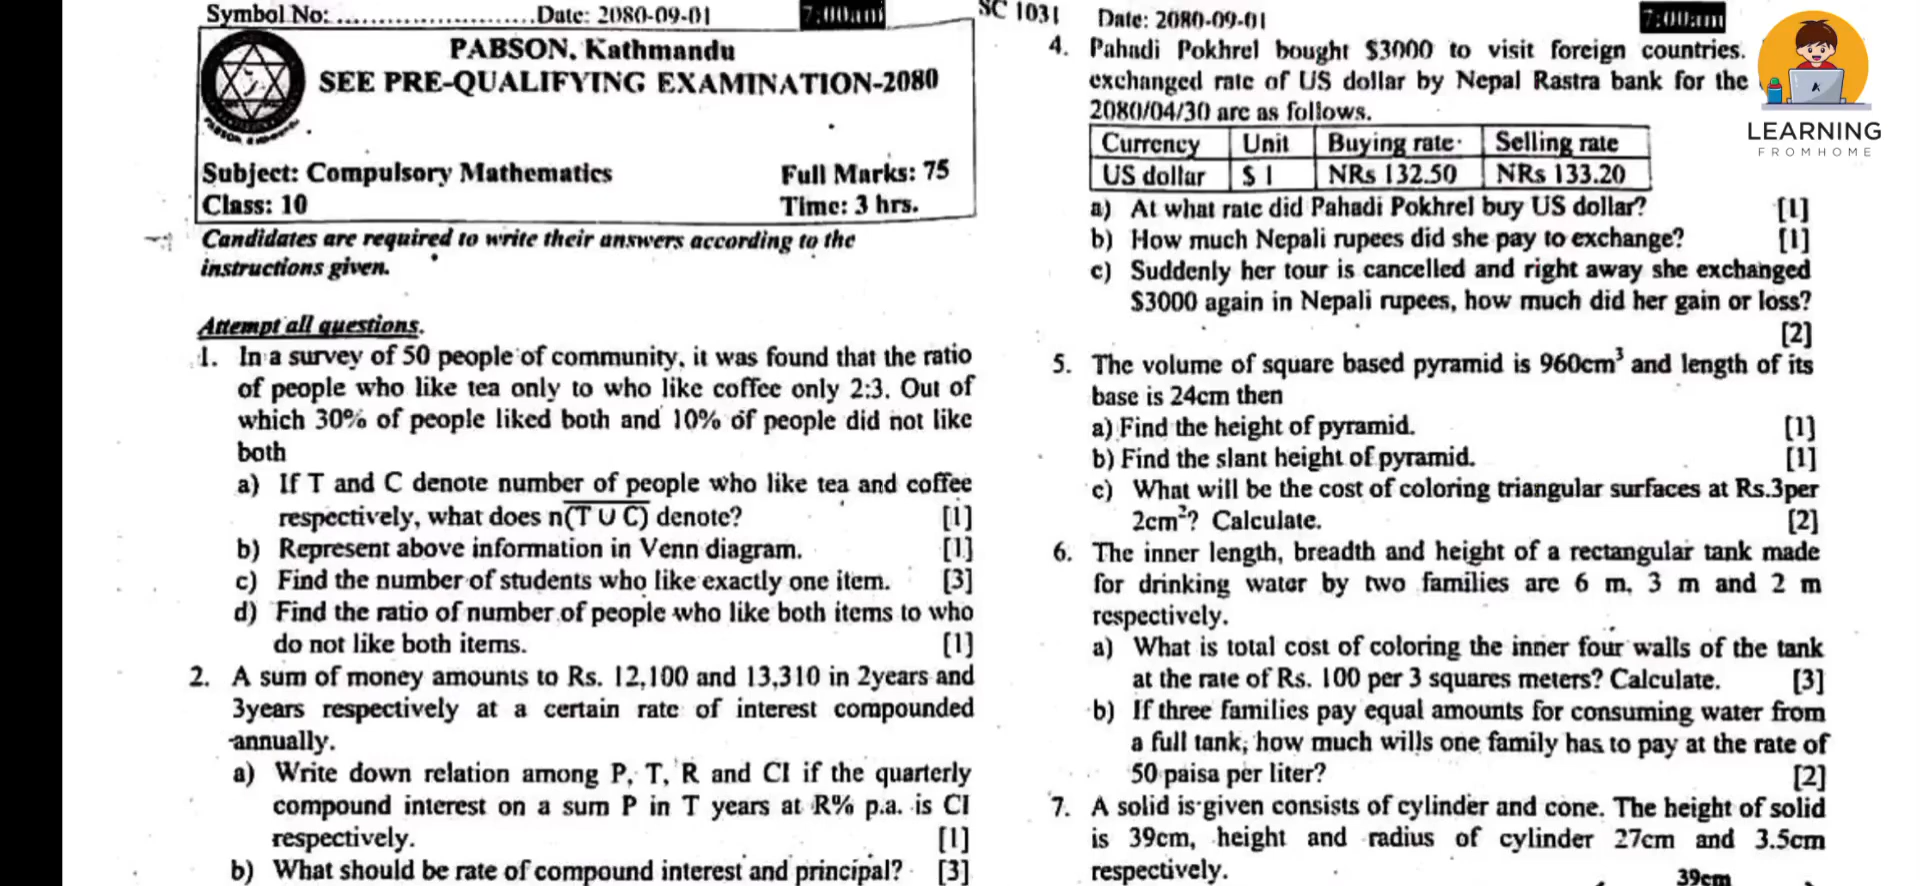 Symbol No: ........................Date: 2080-09-01 7:00am
PABSON, Kathmandu
SEE PRE-QUALIFYING EXAMINATION-2080
Subject: Compulsory Mathematics Full Marks: 75
Class: 10 Time: 3 hrs.
Candidates are required to write their answers according to the
instructions given.
Attempt all questions.
1. In a survey of 50 people of community, it was found that the ratio
of people who like tea only to who like coffee only 2:3. Out of
which 30% of people liked both and 10% of people did not like
both
a) If T and C denote number of people who like tea and coffee
respectively, what does n(T̅ ∪ C̅) denote? [1]
b) Represent above information in Venn diagram. [1]
c) Find the number of students who like exactly one item. [3]
d) Find the ratio of number of people who like both items to who
do not like both items. [1]
2. A sum of money amounts to Rs. 12,100 and 13,310 in 2years and
3years respectively at a certain rate of interest compounded
annually.
a) Write down relation among P, T, R and CI if the quarterly
compound interest on a sum P in T years at R% p.a. is CI
respectively. [1]
b) What should be rate of compound interest and principal? [3]
SC 1031 Date: 2080-09-01 7:00am
4. Pahadi Pokhrel bought $3000 to visit foreign countries.
exchanged rate of US dollar by Nepal Rastra bank for the
2080/04/30 are as follows.
Currency Unit Buying rate Selling rate
US dollar $ 1 NRs 132.50 NRs 133.20
a) At what rate did Pahadi Pokhrel buy US dollar? [1]
b) How much Nepali rupees did she pay to exchange? [1]
c) Suddenly her tour is cancelled and right away she exchanged
$3000 again in Nepali rupees, how much did her gain or loss?
[2]
5. The volume of square based pyramid is 960cm³ and length of its
base is 24cm then
a) Find the height of pyramid. [1]
b) Find the slant height of pyramid. [1]
c) What will be the cost of coloring triangular surfaces at Rs.3per
2cm²? Calculate. [2]
6. The inner length, breadth and height of a rectangular tank made
for drinking water by two families are 6 m, 3 m and 2 m
respectively.
a) What is total cost of coloring the inner four walls of the tank
at the rate of Rs. 100 per 3 squares meters? Calculate. [3]
b) If three families pay equal amounts for consuming water from
a full tank, how much wills one family has to pay at the rate of
50 paisa per liter? [2]
7. A solid is given consists of cylinder and cone. The height of solid
is 39cm, height and radius of cylinder 27cm and 3.5cm
respectively.
39cm
LEARNING
FROMHOME